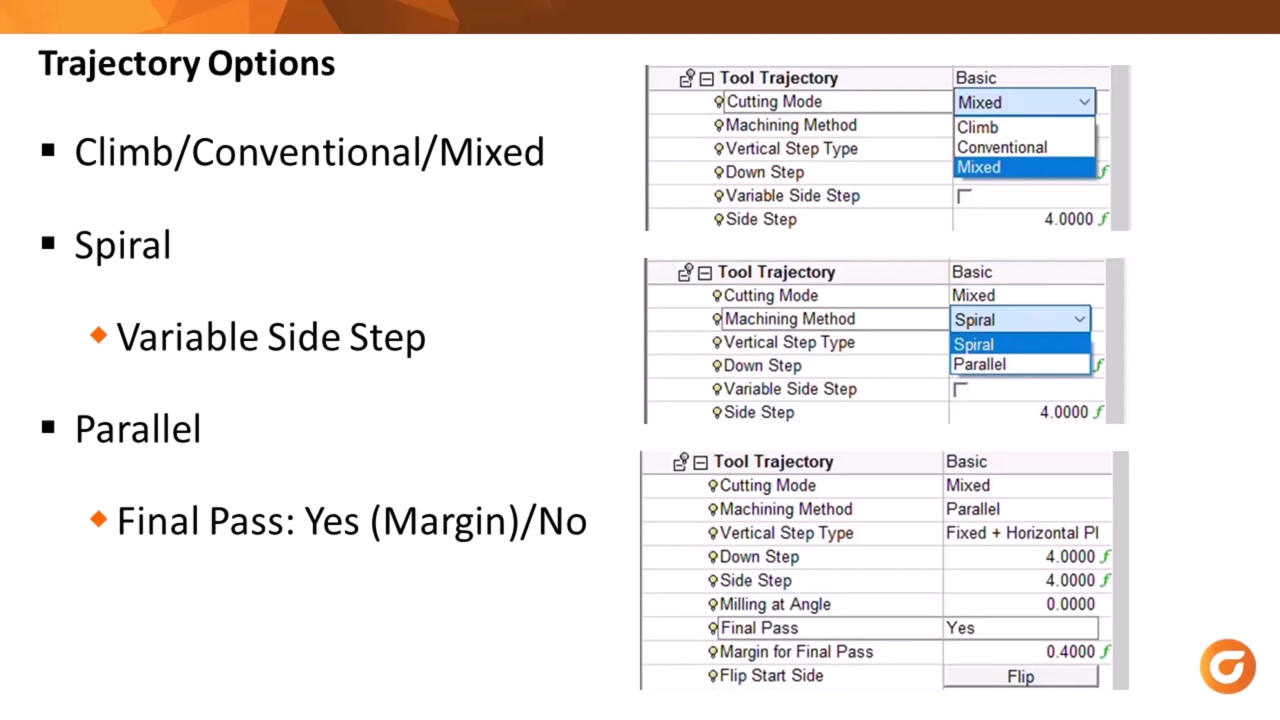 Trajectory Options
▪ Climb/Conventional/Mixed
▪ Spiral
◆ Variable Side Step
▪ Parallel
◆ Final Pass: Yes (Margin)/No
Tool Trajectory Basic
Cutting Mode Mixed
Machining Method Climb
Vertical Step Type Conventional
Down Step Mixed f
Variable Side Step
Side Step 4.0000 f
Tool Trajectory Basic
Cutting Mode Mixed
Machining Method Spiral
Vertical Step Type Spiral
Down Step Parallel f
Variable Side Step
Side Step 4.0000 f
Tool Trajectory Basic
Cutting Mode Mixed
Machining Method Parallel
Vertical Step Type Fixed + Horizontal Pl
Down Step 4.0000 f
Side Step 4.0000 f
Milling at Angle 0.0000
Final Pass Yes
Margin for Final Pass 0.4000 f
Flip Start Side Flip